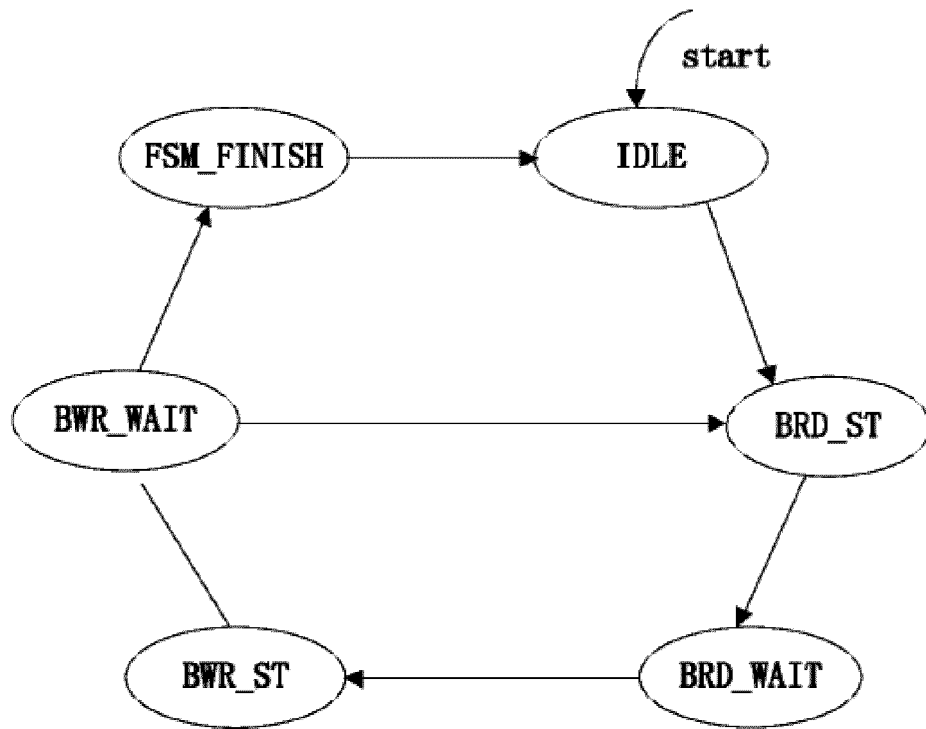 start
FSM_FINISH
IDLE
BWR_WAIT
BRD_ST
BWR_ST
BRD_WAIT